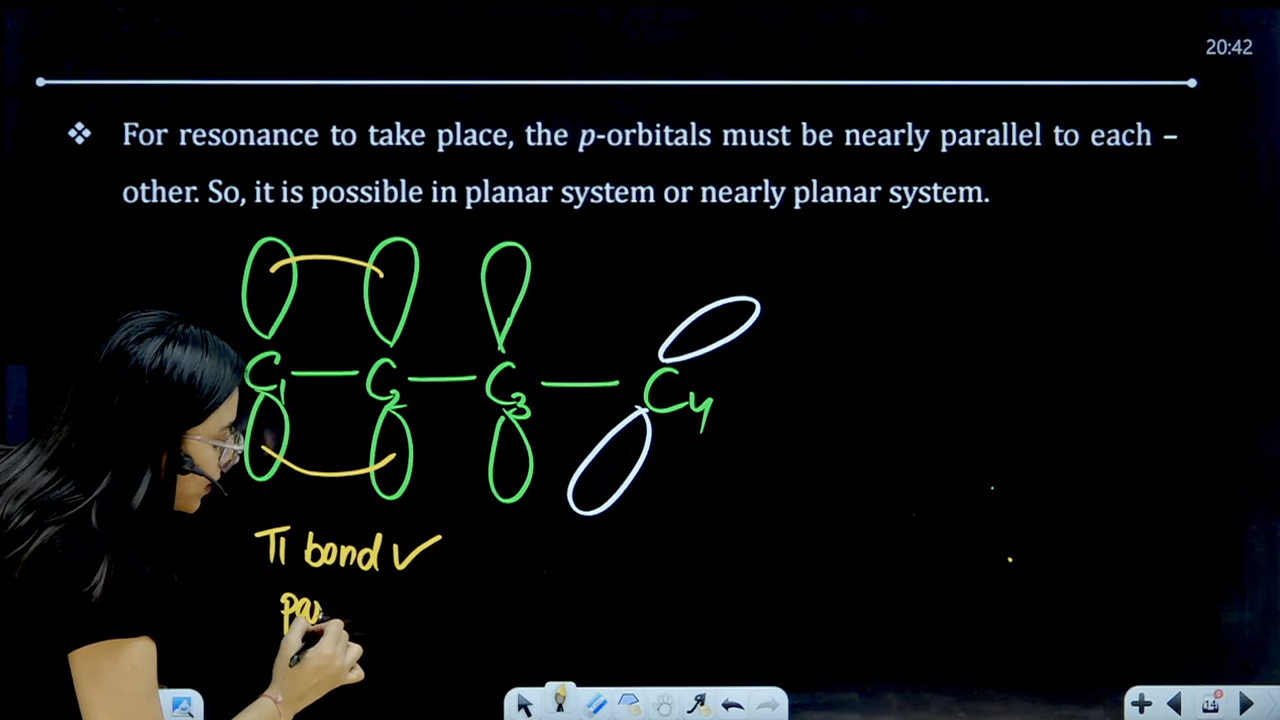 20:42
❖ For resonance to take place, the p-orbitals must be nearly parallel to each –
other. So, it is possible in planar system or nearly planar system.
C1 — C2 — C3 — C4
π bond ✓
14